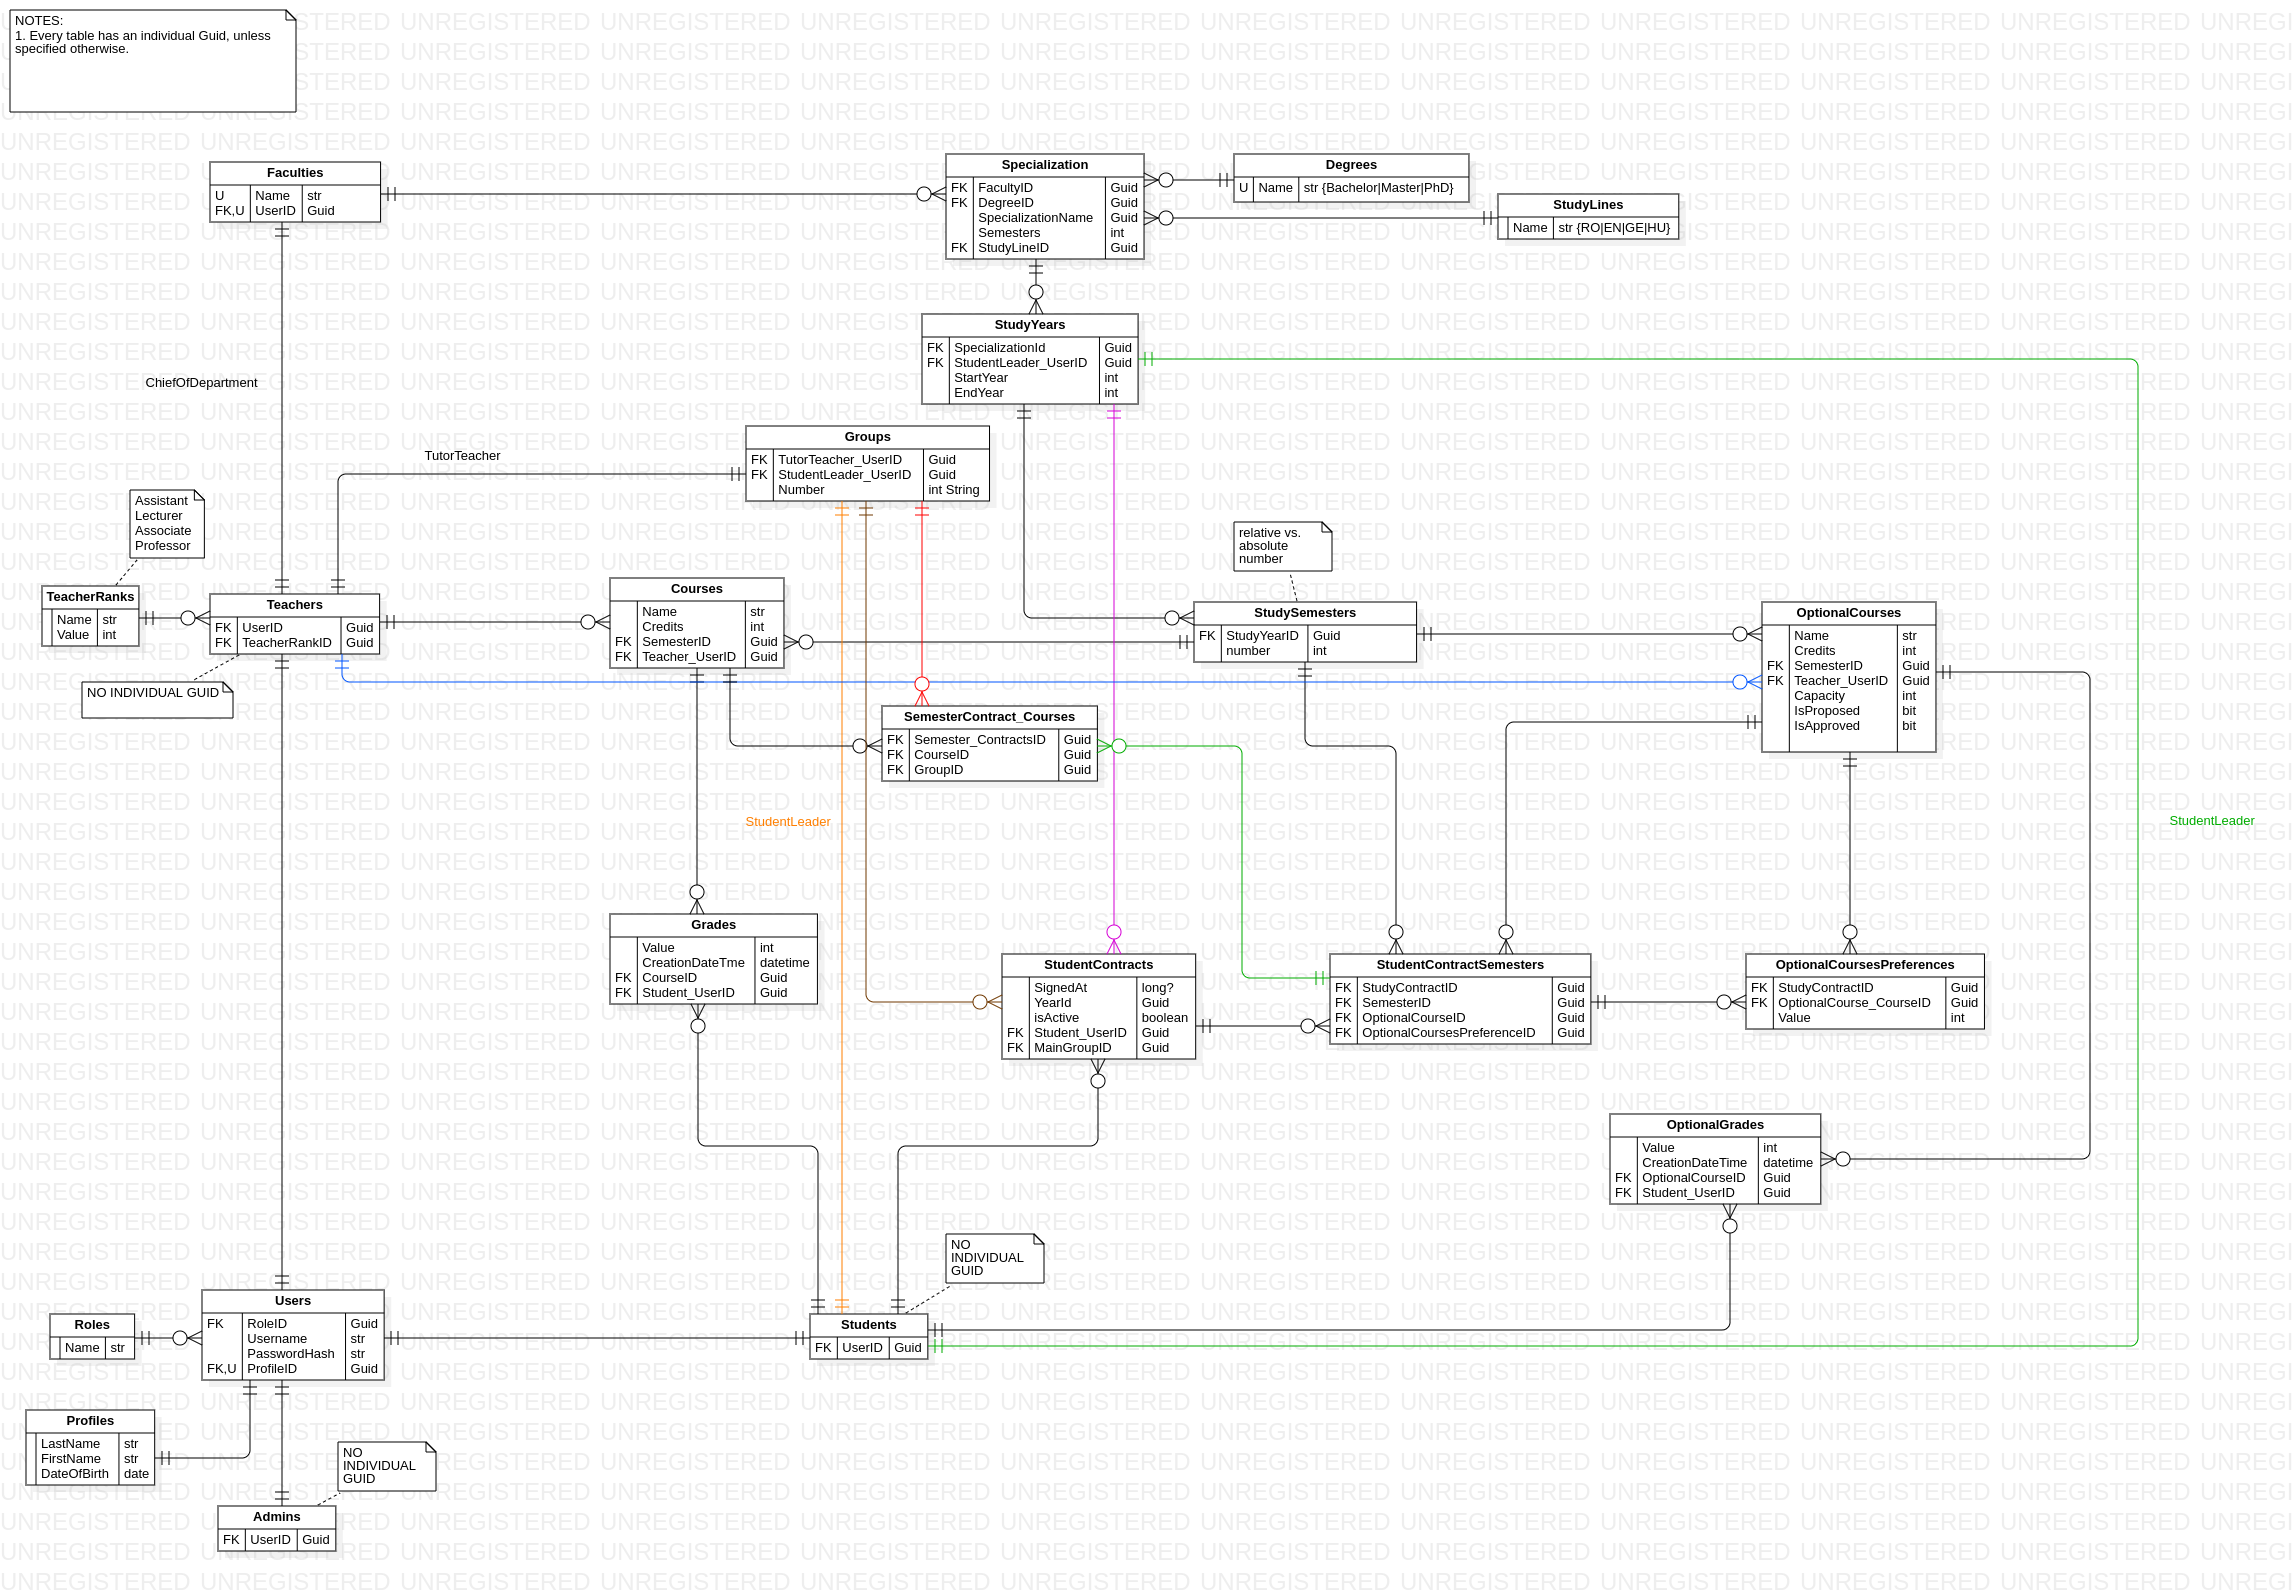 NOTES:
1. Every table has an individual Guid, unless
specified otherwise.
UNREGISTERED
Faculties
U Name str
FK,U UserID Guid
Specialization
FK FacultyID Guid
FK DegreeID Guid
SpecializationName Guid
Semesters int
FK StudyLineID Guid
Degrees
U Name str {Bachelor|Master|PhD}
StudyLines
Name str {RO|EN|GE|HU}
StudyYears
FK SpecializationId Guid
FK StudentLeader_UserID Guid
StartYear int
EndYear int
ChiefOfDepartment
TutorTeacher
Groups
FK TutorTeacher_UserID Guid
FK StudentLeader_UserID Guid
Number int String
Assistant
Lecturer
Associate
Professor
relative vs.
absolute
number
TeacherRanks
Name str
Value int
Teachers
FK UserID Guid
FK TeacherRankID Guid
NO INDIVIDUAL GUID
Courses
Name str
Credits int
FK SemesterID Guid
FK Teacher_UserID Guid
StudySemesters
FK StudyYearID Guid
number int
OptionalCourses
Name str
Credits int
FK SemesterID Guid
FK Teacher_UserID Guid
Capacity int
IsProposed bit
IsApproved bit
SemesterContract_Courses
FK Semester_ContractsID Guid
FK CourseID Guid
FK GroupID Guid
StudentLeader
StudentLeader
Grades
Value int
CreationDateTme datetime
FK CourseID Guid
FK Student_UserID Guid
StudentContracts
SignedAt long?
YearId Guid
isActive boolean
FK Student_UserID Guid
FK MainGroupID Guid
StudentContractSemesters
FK StudyContractID Guid
FK SemesterID Guid
FK OptionalCourseID Guid
FK OptionalCoursesPreferenceID Guid
OptionalCoursesPreferences
FK StudyContractID Guid
FK OptionalCourse_CourseID Guid
Value int
OptionalGrades
Value int
CreationDateTime datetime
FK OptionalCourseID Guid
FK Student_UserID Guid
NO
INDIVIDUAL
GUID
Roles
Name str
Users
FK RoleID Guid
Username str
PasswordHash str
FK,U ProfileID Guid
Students
FK UserID Guid
Profiles
LastName str
FirstName str
DateOfBirth date
NO
INDIVIDUAL
GUID
Admins
FK UserID Guid